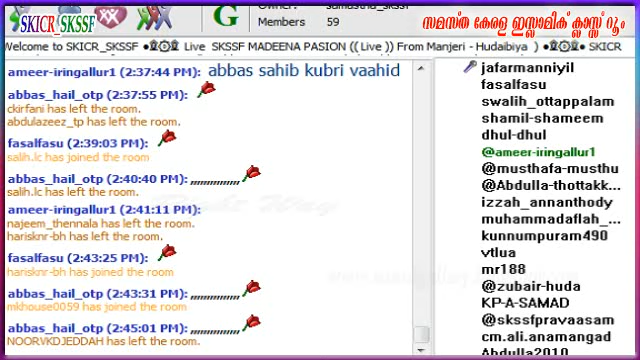 SKICR_SKSSF
G
Owner: samastha_skssf
Members 59
സമസ്ത കേരള ഇസ്ലാമിക് ക്ലാസ്സ് റൂം
Welcome to SKICR_SKSSF ●۩۞۩● Live SKSSF MADEENA PASION (( Live )) From Manjeri - Hudaibiya ) ●۩۞۩● SKICR
ameer-iringallur1 (2:37:44 PM): abbas sahib kubri vaahid
abbas_hail_otp (2:37:55 PM):
ckirfani has left the room.
abdulazeez_tp has left the room.
fasalfasu (2:39:03 PM):
salih.lc has joined the room
abbas_hail_otp (2:40:40 PM): ,,,,,,,,,,,,,,,
salih.lc has left the room.
ameer-iringallur1 (2:41:11 PM):
najeem_thennala has left the room.
harisknr-bh has left the room.
fasalfasu (2:43:25 PM):
harisknr-bh has joined the room
abbas_hail_otp (2:43:31 PM): ,,,,,,,,,,,,,,,
mkhouse0059 has joined the room
abbas_hail_otp (2:45:01 PM): ,,,,,,,,,,,,,,,
NOORVKDJEDDAH has left the room.
jafarmanniyil
fasalfasu
swalih_ottappalam
shamil-shameem
dhul-dhul
@ameer-iringallur1
@musthafa-musthu
@Abdulla-thottakk...
izzah_annanthody
muhammadaflah_...
kunnumpuram490
vtlua
mr188
@zubair-huda
KP-A-SAMAD
@skssfpravaasam
cm.ali.anamangad
Abdulla2010